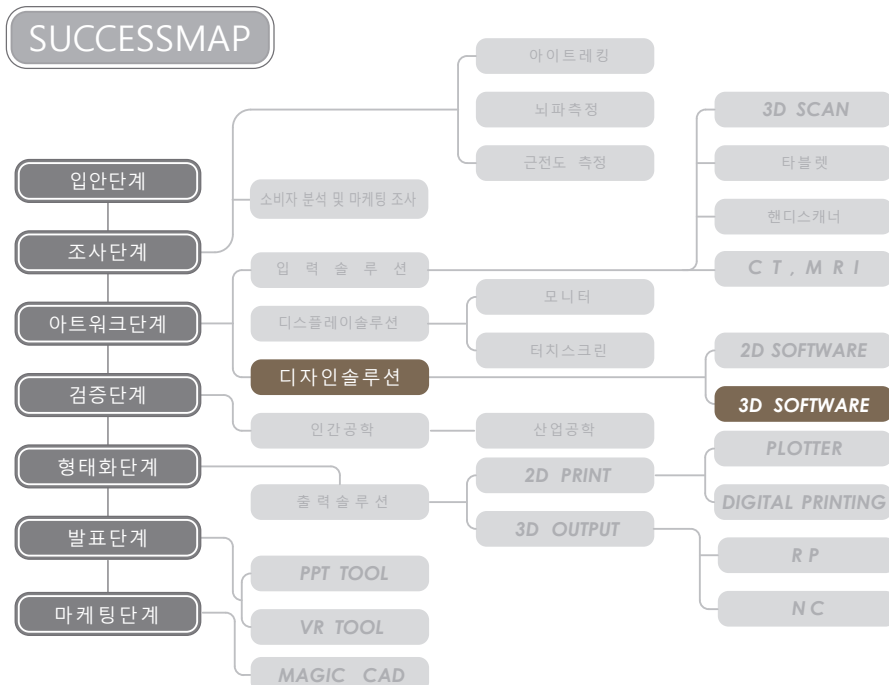 SUCCESSMAP
아이트레킹
뇌파측정
3D SCAN
근전도 측정
타블렛
입안단계
소비자 분석 및 마케팅 조사
핸디스캐너
조사단계
입 력 솔 루 션
C T , M R I
모니터
아트워크단계
디스플레이솔루션
터치스크린
2D SOFTWARE
디자인솔루션
검증단계
3D SOFTWARE
인간공학
산업공학
PLOTTER
형태화단계
2D PRINT
출 력 솔 루 션
DIGITAL PRINTING
발표단계
3D OUTPUT
R P
PPT TOOL
마케팅단계
N C
VR TOOL
MAGIC CAD